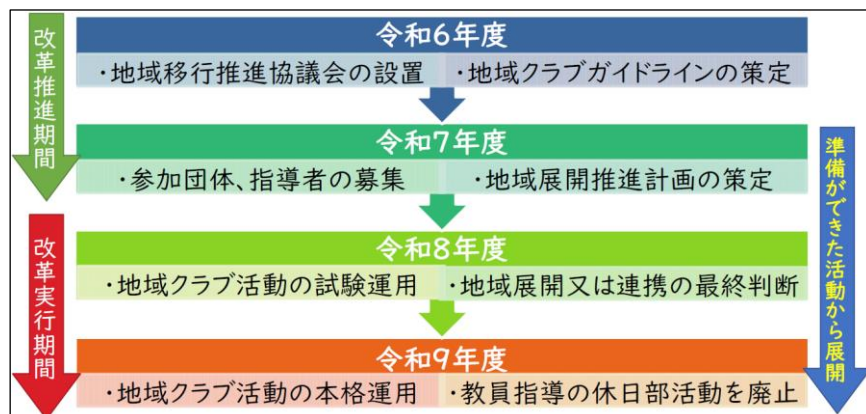 改革推進期間
令和6年度
・地域移行推進協議会の設置
・地域クラブガイドラインの策定
令和7年度
・参加団体、指導者の募集
・地域展開推進計画の策定
改革実行期間
令和8年度
・地域クラブ活動の試験運用
・地域展開又は連携の最終判断
令和9年度
・地域クラブ活動の本格運用
・教員指導の休日部活動を廃止
準備ができた活動から展開